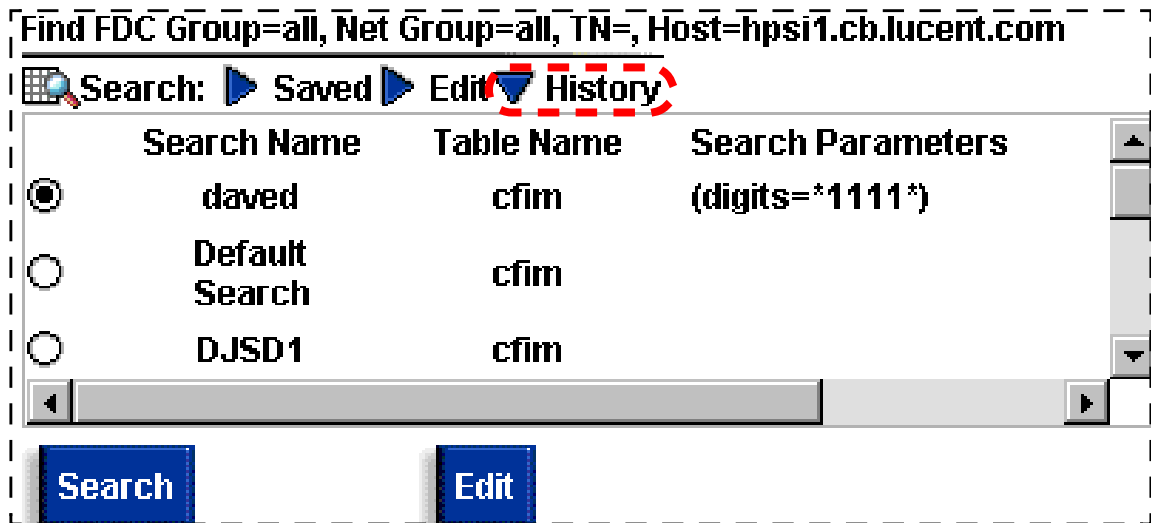 Find FDC Group=all, Net Group=all, TN=, Host=hpsi1.cb.lucent.com
Search: Saved Edit History
Search Name Table Name Search Parameters
daved cfim (digits=*1111*)
Default
Search
cfim
DJSD1 cfim
Search Edit